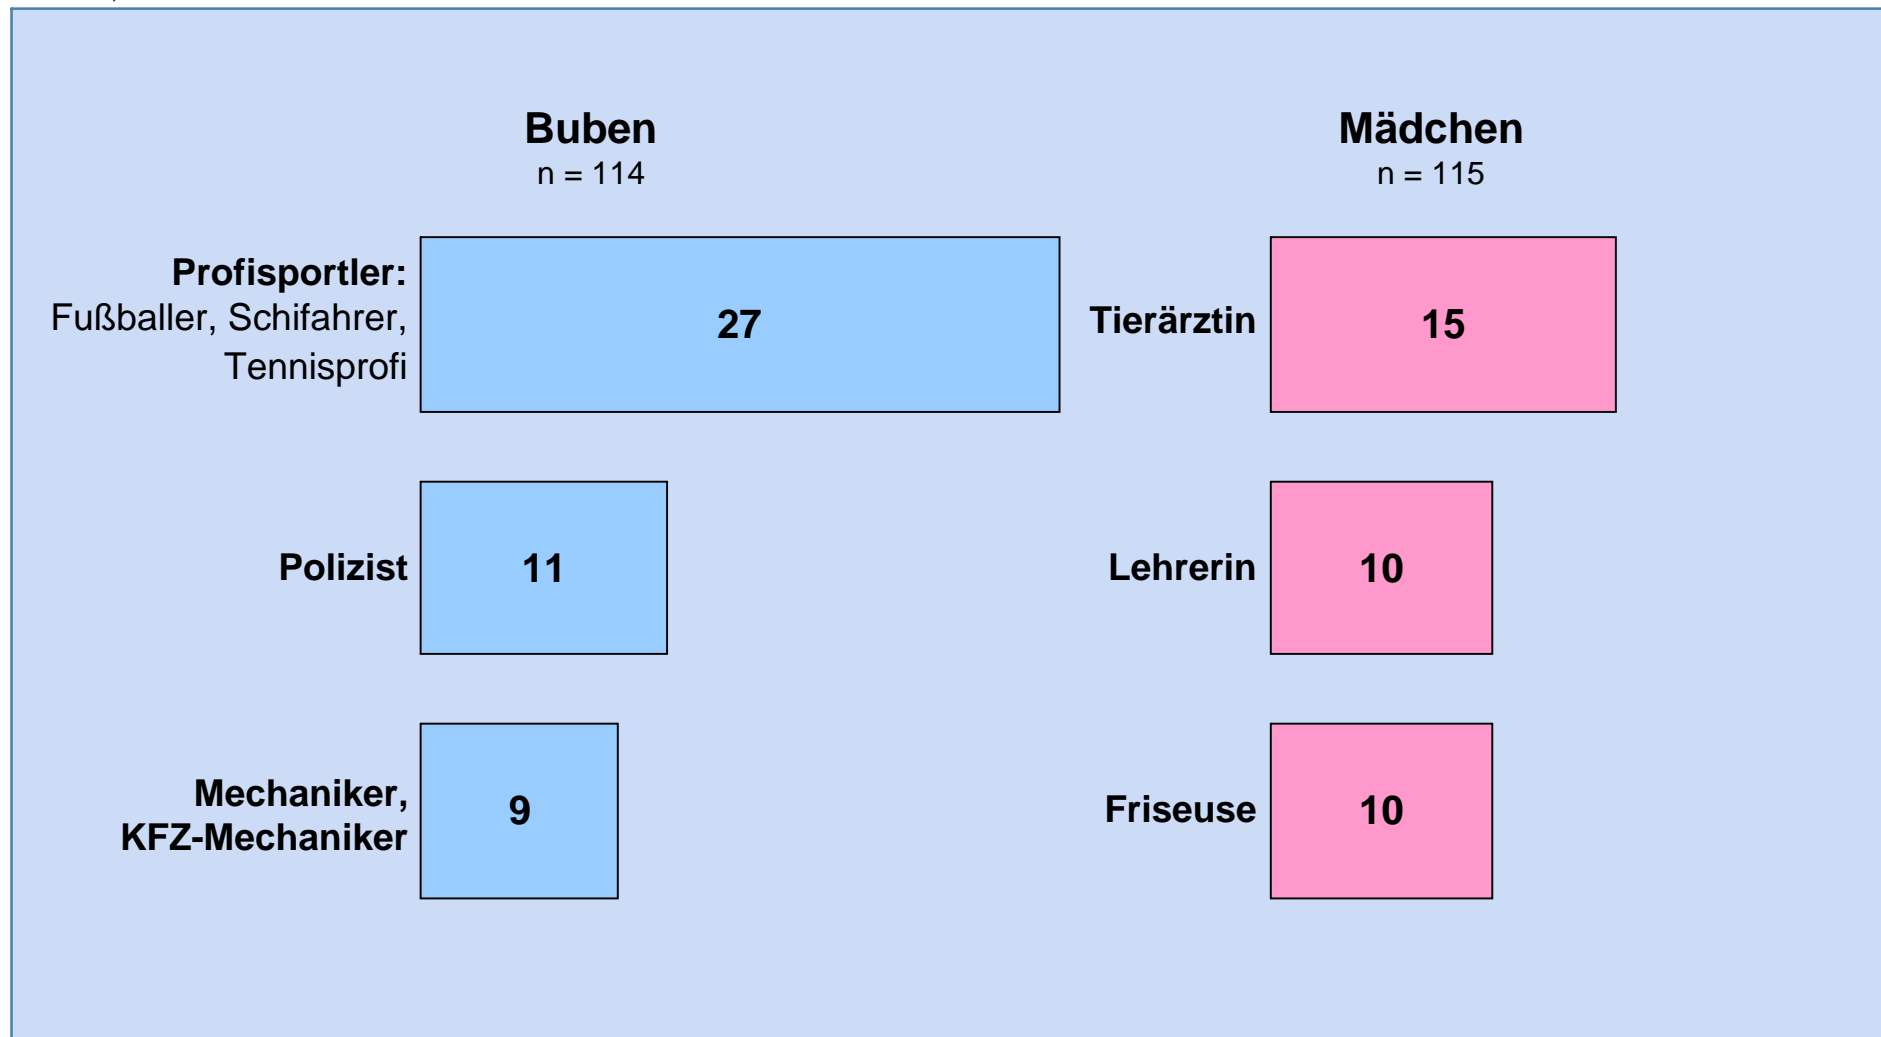 Buben
n = 114
Profisportler:
Fußballer, Schifahrer,
Tennisprofi
27
Polizist
11
Mechaniker,
KFZ-Mechaniker
9
Mädchen
n = 115
Tierärztin
15
Lehrerin
10
Friseuse
10